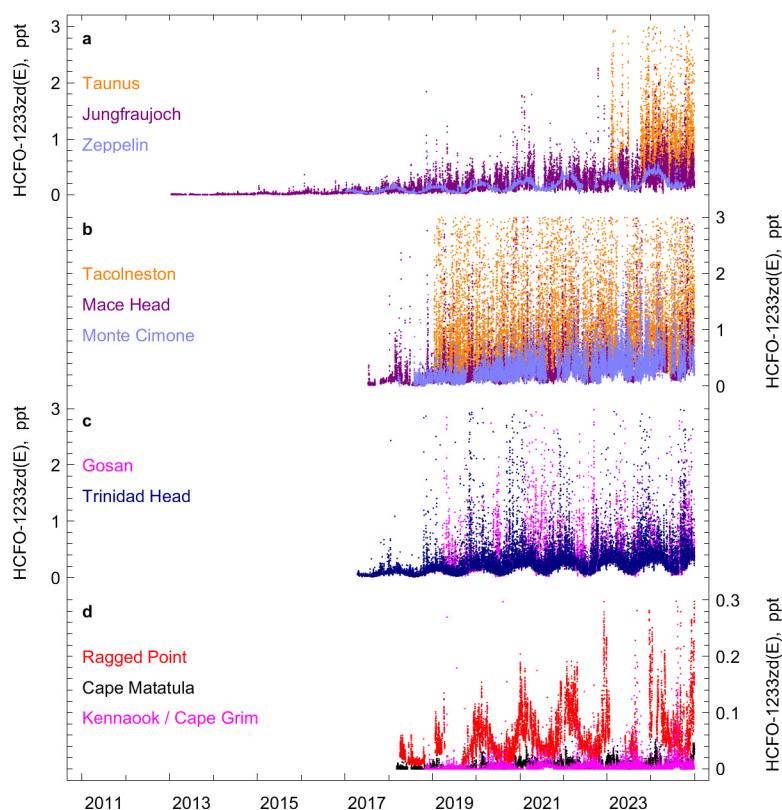 HCFO-1233zd(E), ppt
3
2
1
0
a
Taunus
Jungfraujoch
Zeppelin
b
Tacolneston
Mace Head
Monte Cimone
3
2
1
0
HCFO-1233zd(E), ppt
HCFO-1233zd(E), ppt
3
2
1
0
c
Gosan
Trinidad Head
d
Ragged Point
Cape Matatula
Kennaook / Cape Grim
0.3
0.2
0.1
0
HCFO-1233zd(E), ppt
2011 2013 2015 2017 2019 2021 2023